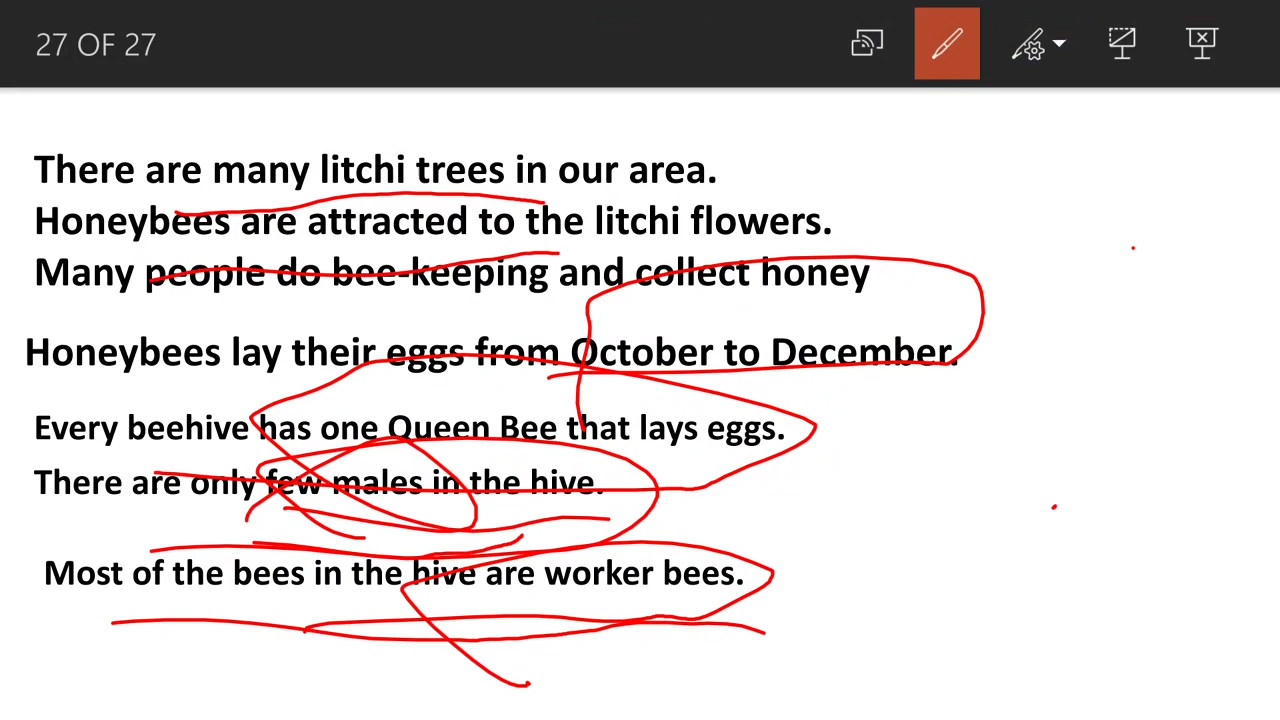 27 OF 27
There are many litchi trees in our area.
Honeybees are attracted to the litchi flowers.
Many people do bee-keeping and collect honey
Honeybees lay their eggs from October to December.
Every beehive has one Queen Bee that lays eggs.
There are only few males in the hive.
Most of the bees in the hive are worker bees.